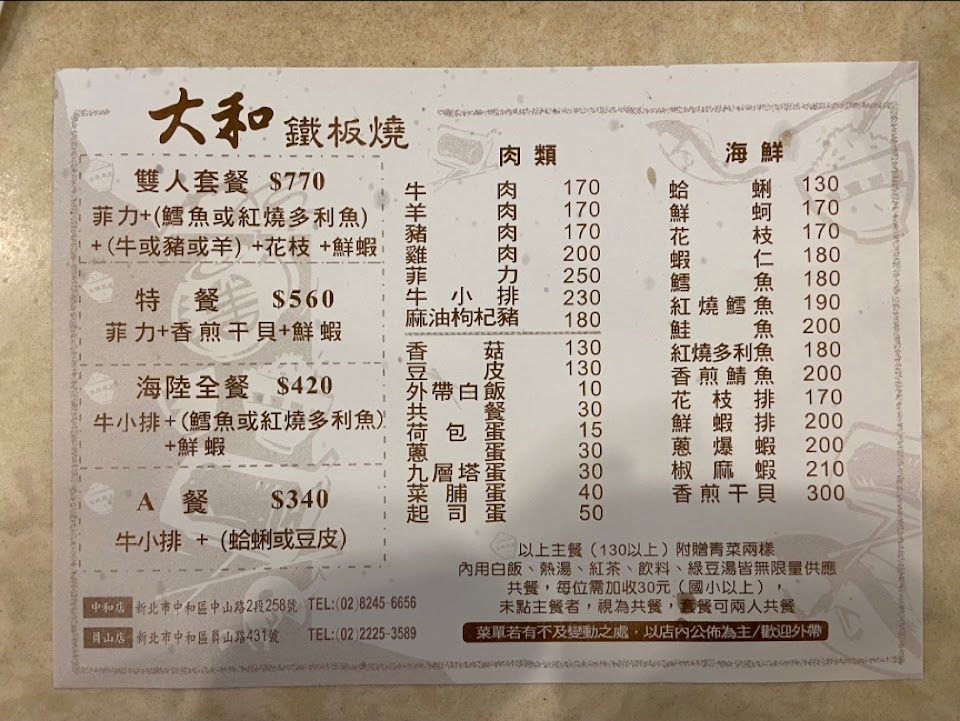 大和 鐵板燒
雙人套餐 $770
菲力+(鱈魚或紅燒多利魚)
+(牛或豬或羊)+花枝+鮮蝦
特餐 $560
菲力+香煎干貝+鮮蝦
海陸全餐 $420
牛小排+(鱈魚或紅燒多利魚)
+鮮蝦
A餐 $340
牛小排 + (蛤蜊或豆皮)
肉類
牛肉 170
羊肉 170
豬肉 170
雞肉 200
菲力 250
牛小排 230
麻油枸杞豬 180
香菇 130
豆皮 130
外帶白飯 10
共餐 30
荷包蛋 15
蔥蛋 30
九層塔蛋 30
菜脯蛋 40
起司蛋 50
海鮮
蛤蜊 130
鮮蚵 170
花枝 170
蝦仁 180
鱈魚 180
紅燒鱈魚 190
鮭魚 200
紅燒多利魚 180
香煎鯖魚 200
花枝排 170
鮮蝦排 200
蔥爆蝦 200
椒麻蝦 210
香煎干貝 300
以上主餐(130以上)附贈青菜兩樣
內用白飯、熱湯、紅茶、飲料、綠豆湯皆無限量供應
共餐,每位需加收30元(國小以上),
未點主餐者,視為共餐,套餐可兩人共餐
菜單若有不及變動之處,以店內公佈為主/歡迎外帶
中和店 新北市中和區中山路2段258號 TEL:(02)8245-6656
員山店 新北市中和區員山路431號 TEL:(02)2225-3589